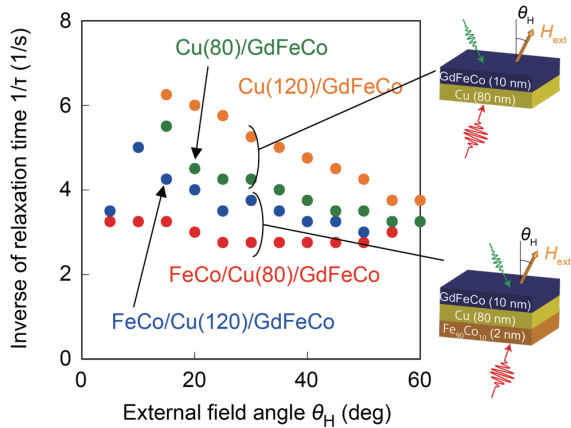 Inverse of relaxation time 1/τ (1/s)
8
6
4
2
0
0
20
40
60
External field angle θH (deg)
Cu(80)/GdFeCo
Cu(120)/GdFeCo
FeCo/Cu(80)/GdFeCo
FeCo/Cu(120)/GdFeCo
θH
Hext
GdFeCo (10 nm)
Cu (80 nm)
θH
Hext
GdFeCo (10 nm)
Cu (80 nm)
Fe90Co10 (2 nm)